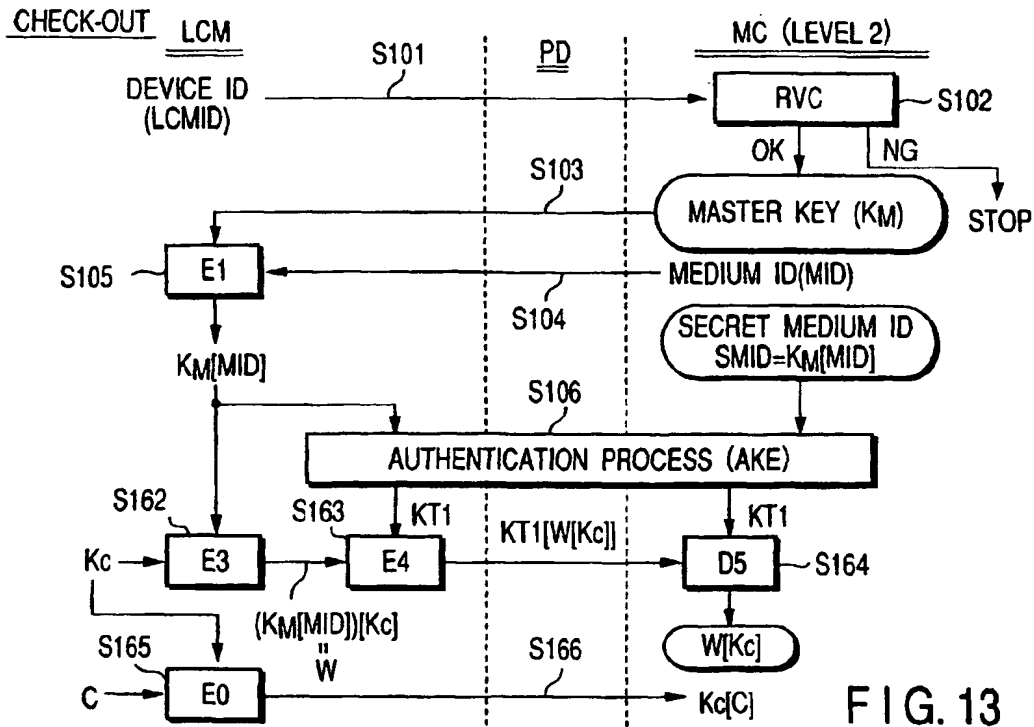 CHECK-OUT
LCM
PD
MC (LEVEL 2)
DEVICE ID
(LCMID)
S101
RVC
S102
OK
NG
S103
MASTER KEY (KM)
STOP
S105
E1
MEDIUM ID(MID)
S104
KM[MID]
SECRET MEDIUM ID
SMID=KM[MID]
S106
AUTHENTICATION PROCESS (AKE)
S162
S163
KT1
KT1[W[Kc]]
KT1
Kc
E3
E4
D5
S164
(KM[MID])[Kc]
=
W
W[Kc]
S165
S166
C
E0
Kc[C]
FIG. 13